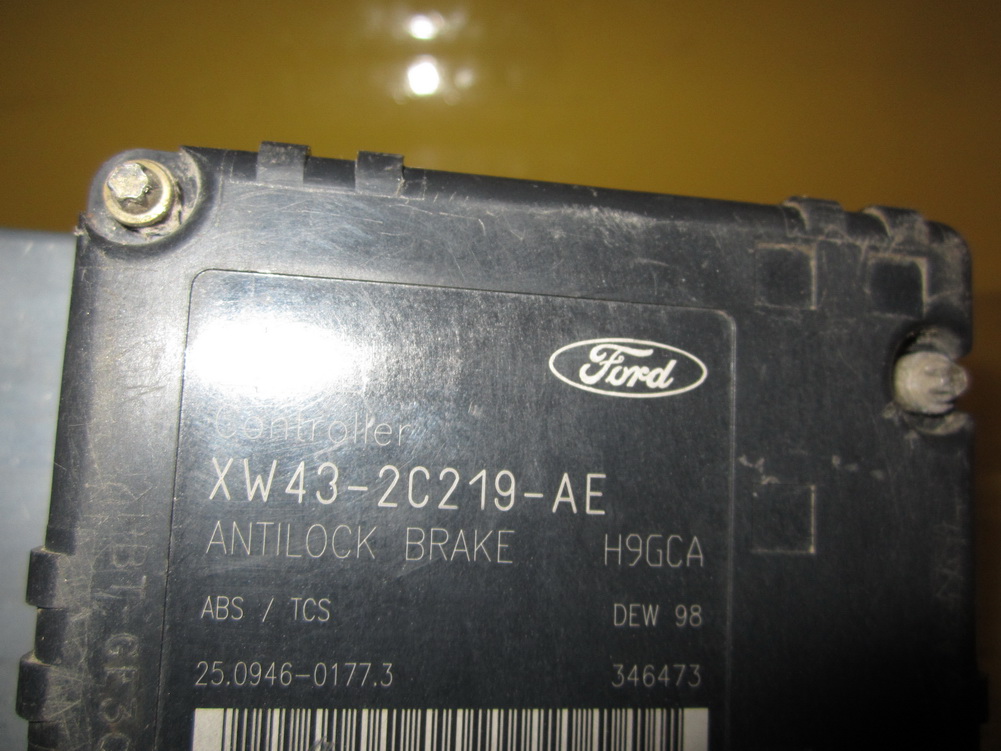 Ford
Controller
XW43-2C219-AE
ANTILOCK BRAKE H9GCA
ABS / TCS DEW 98
25.0946-0177.3 346473